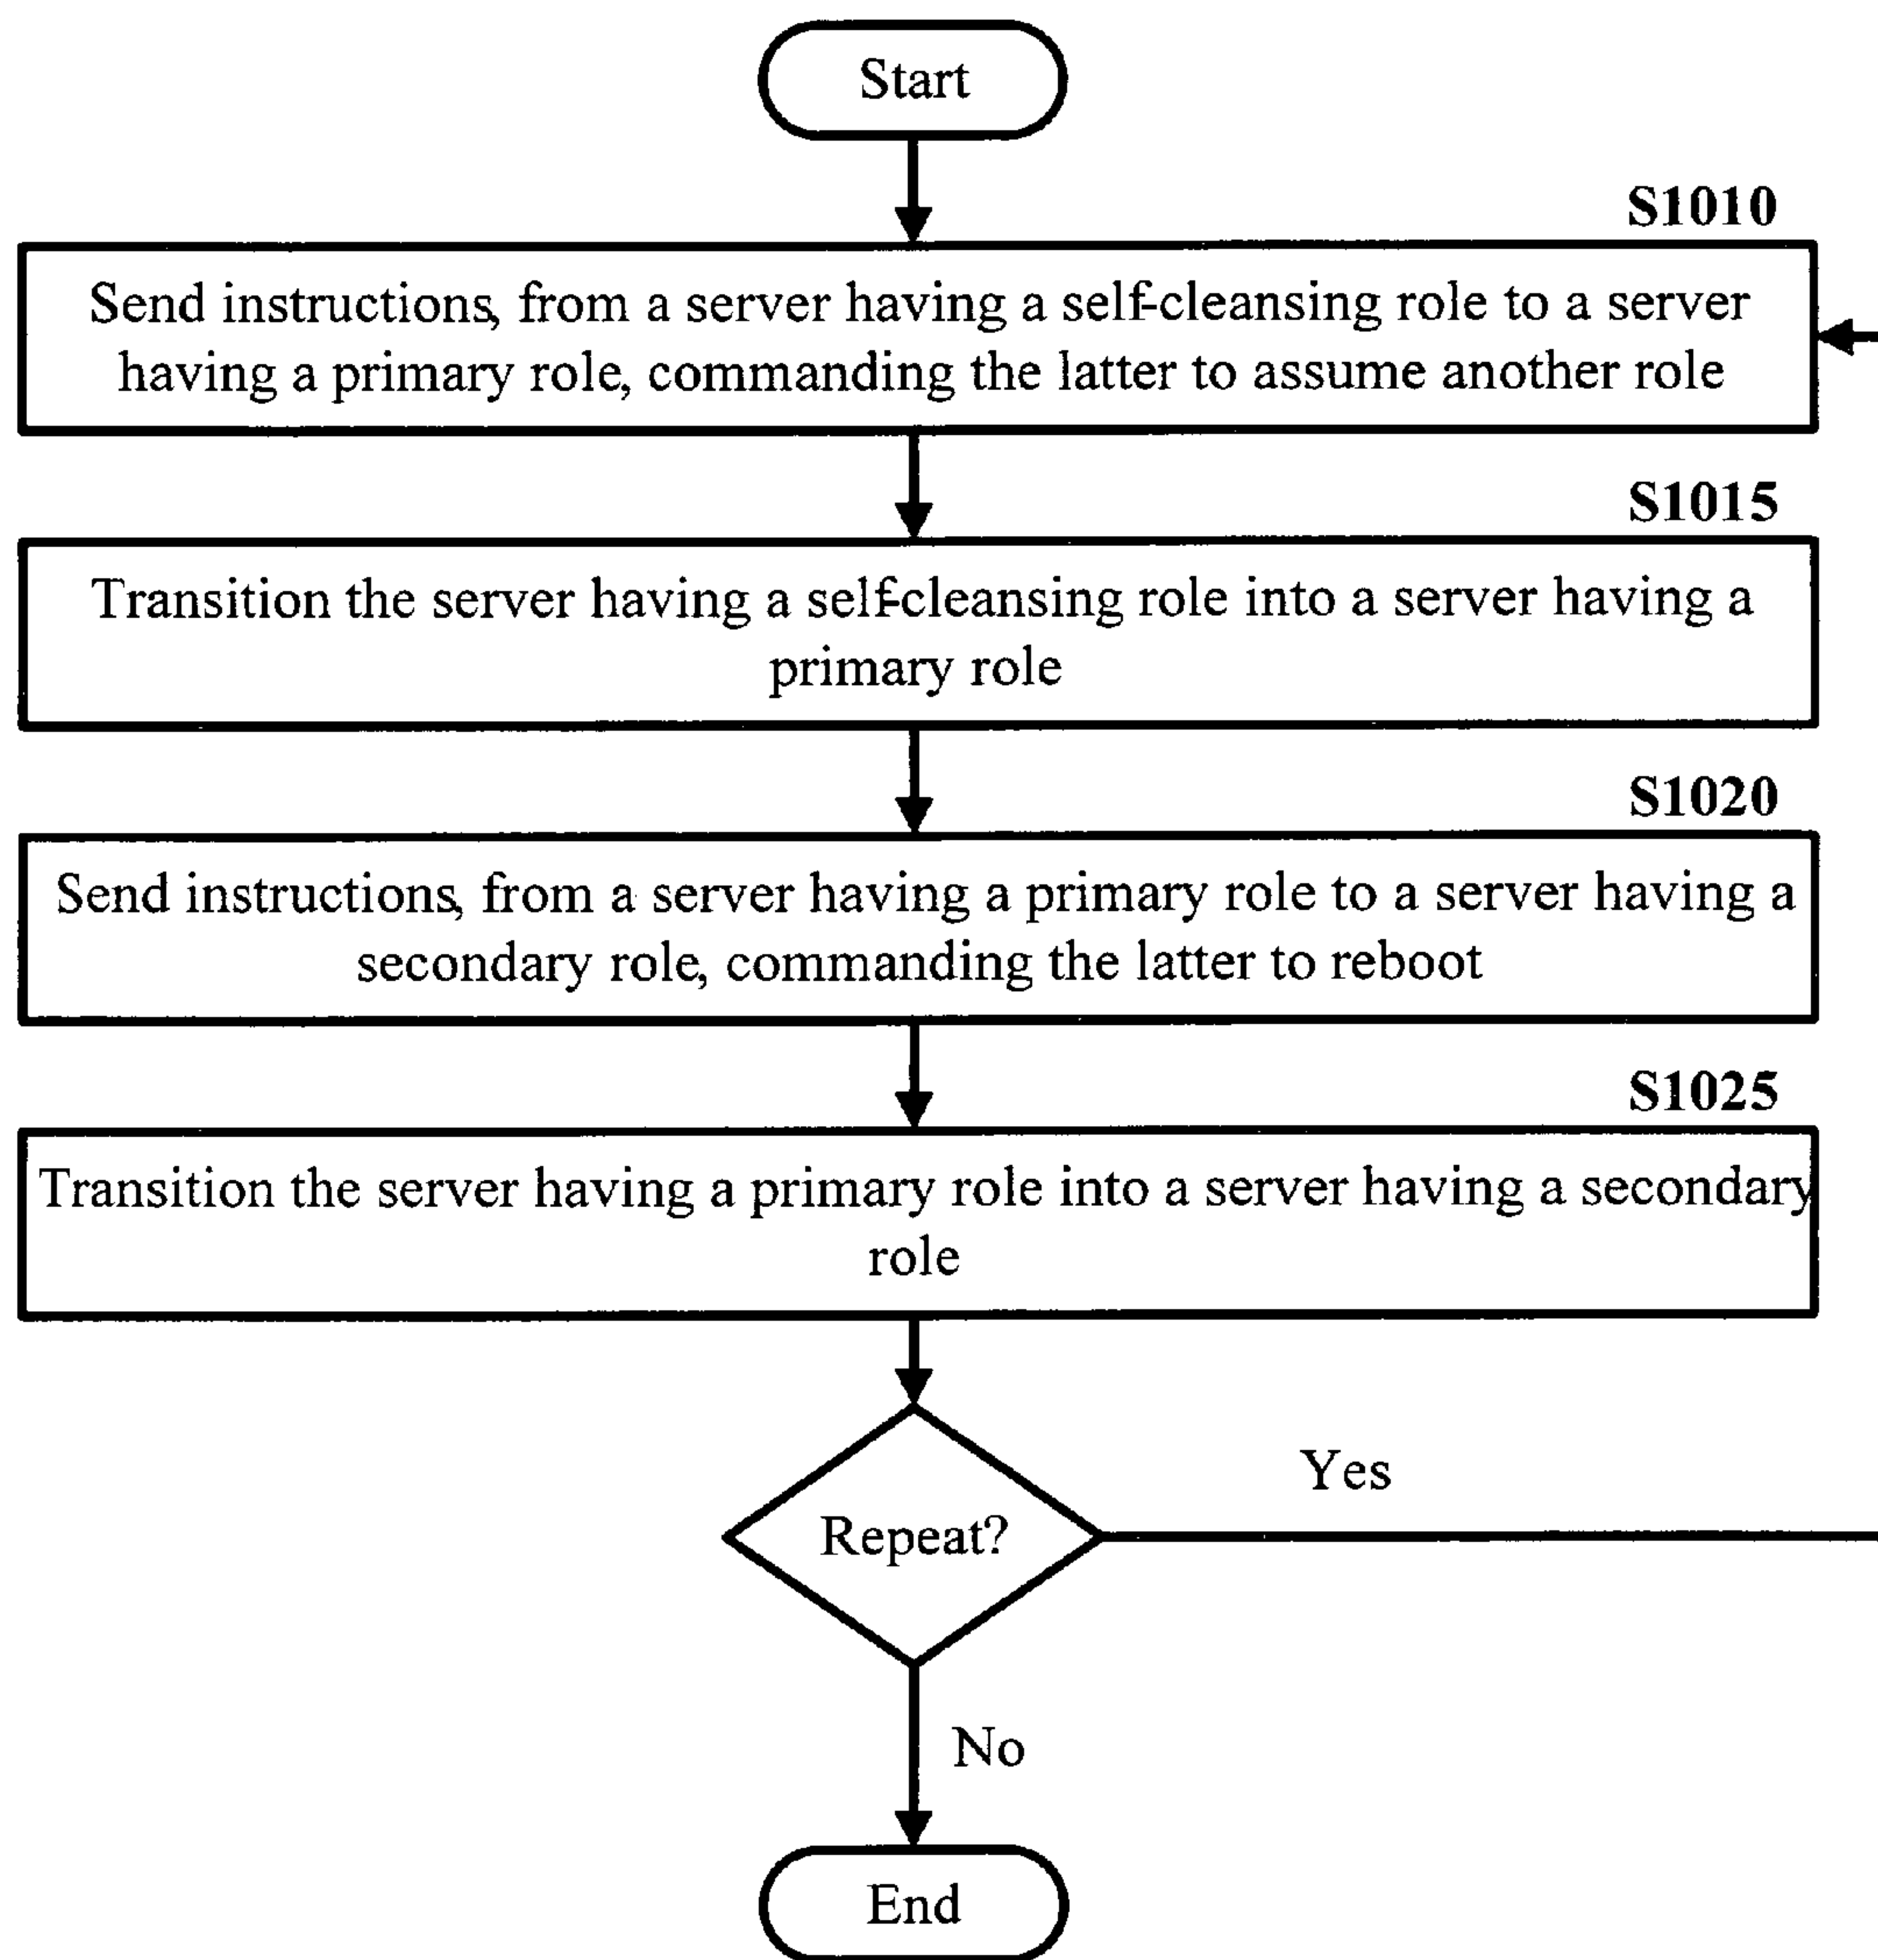 Start
S1010
Send instructions, from a server having a self-cleansing role to a server
having a primary role, commanding the latter to assume another role
S1015
Transition the server having a self-cleansing role into a server having a
primary role
S1020
Send instructions, from a server having a primary role to a server having a
secondary role, commanding the latter to reboot
S1025
Transition the server having a primary role into a server having a secondary
role
Yes
Repeat?
No
End